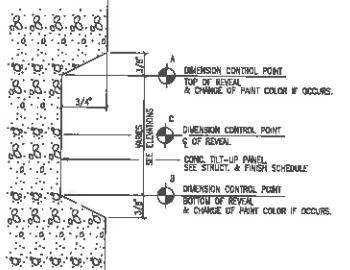 3/8"
A
DIMENSION CONTROL POINT
TOP OF REVEAL
& CHANGE OF PAINT COLOR IF OCCURS.
3/4"
VARIES
SEE ELEVATIONS
C
DIMENSION CONTROL POINT
℄ OF REVEAL
CONC. TILT-UP PANEL
SEE STRUCT. & FINISH SCHEDULE
B
DIMENSION CONTROL POINT
BOTTOM OF REVEAL
& CHANGE OF PAINT COLOR IF OCCURS.
3/8"